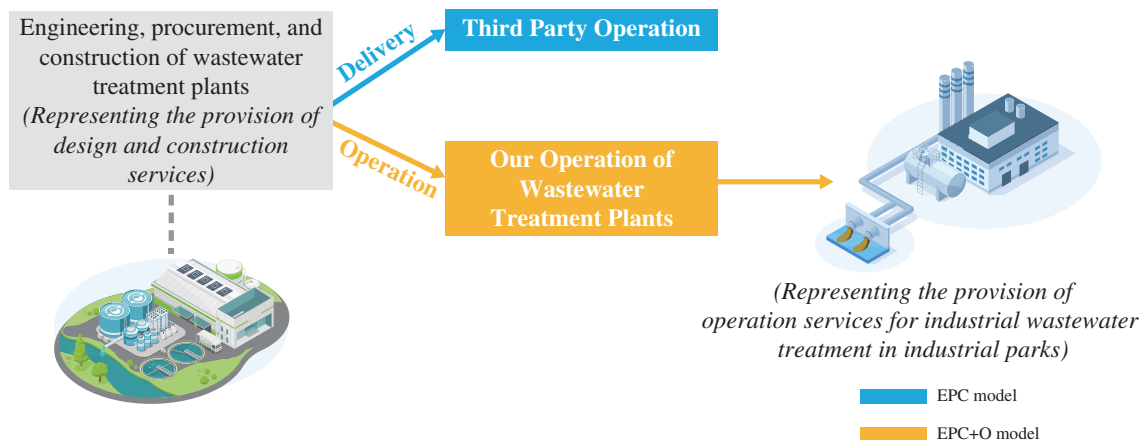 Engineering, procurement, and
construction of wastewater
treatment plants
(Representing the provision of
design and construction
services)
Delivery
Third Party Operation
Operation
Our Operation of
Wastewater
Treatment Plants
(Representing the provision of
operation services for industrial wastewater
treatment in industrial parks)
EPC model
EPC+O model